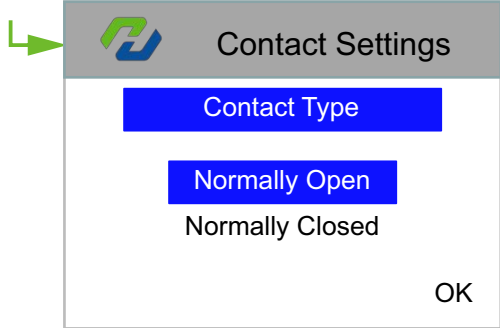 Contact Settings
Contact Type
Normally Open
Normally Closed
OK